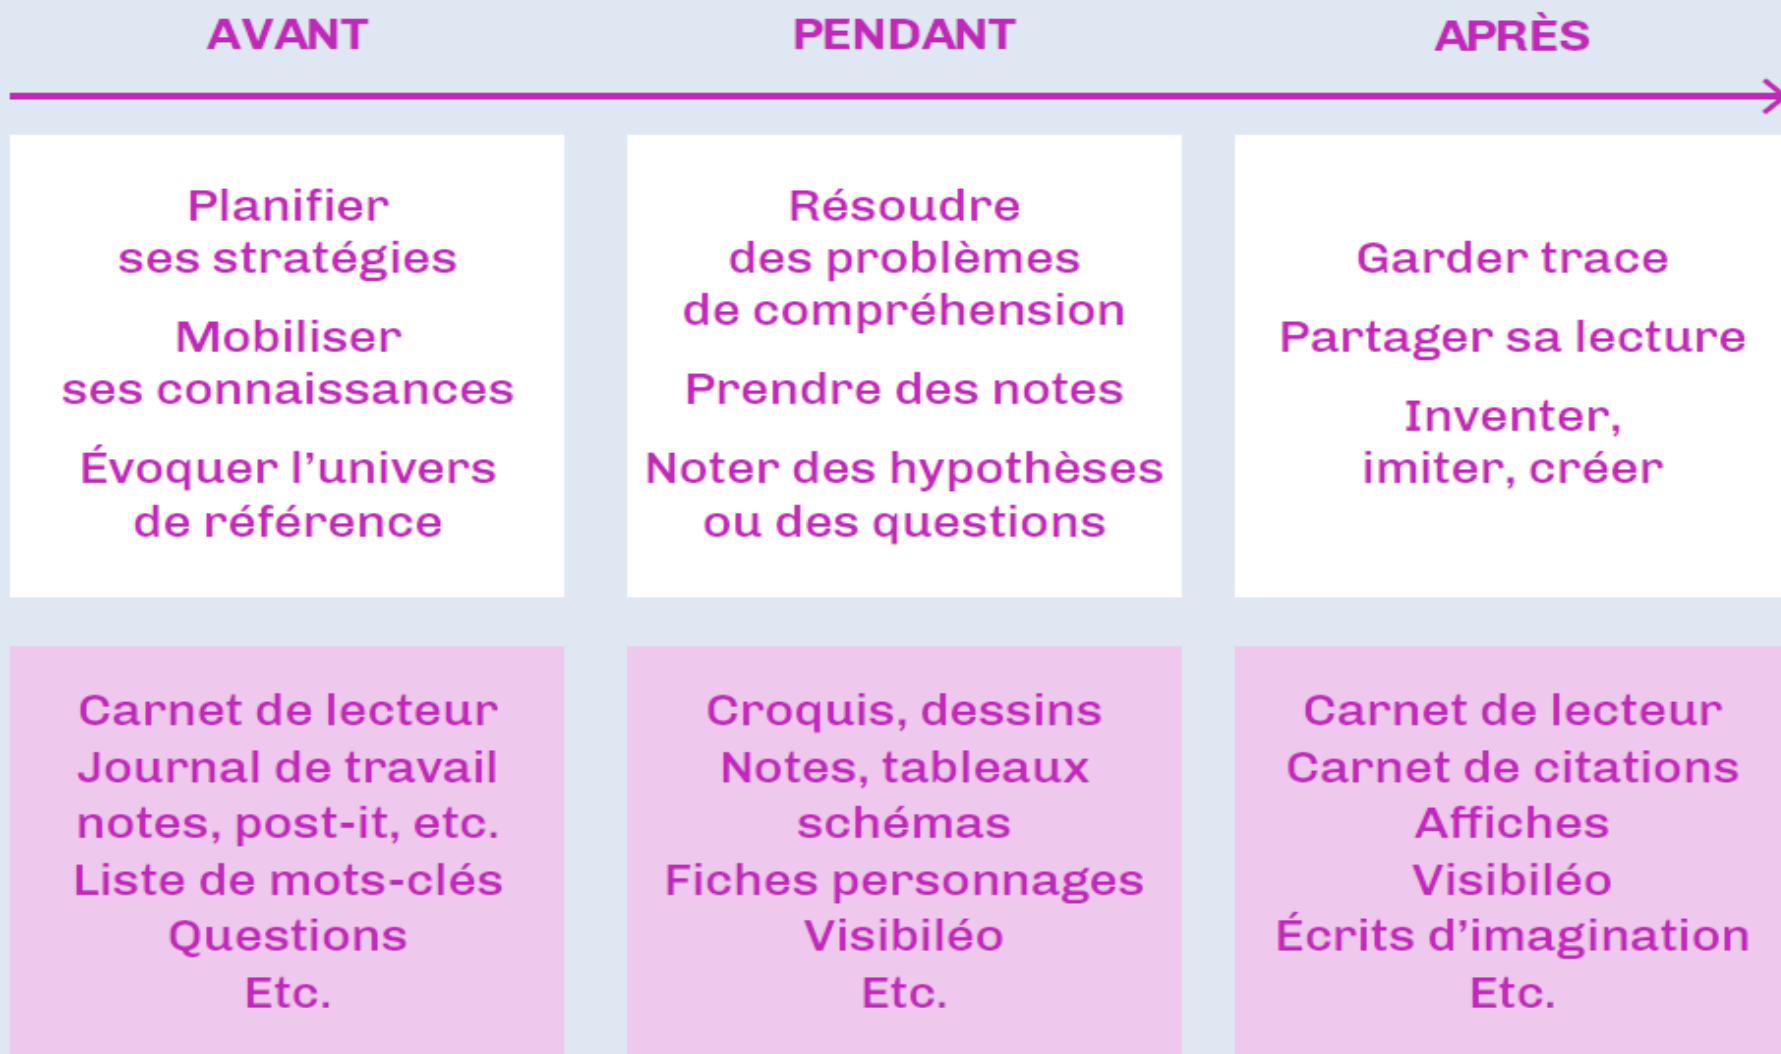 AVANT
PENDANT
APRÈS
Planifier
ses stratégies
Mobiliser
ses connaissances
Évoquer l’univers
de référence
Résoudre
des problèmes
de compréhension
Prendre des notes
Noter des hypothèses
ou des questions
Garder trace
Partager sa lecture
Inventer,
imiter, créer
Carnet de lecteur
Journal de travail
notes, post-it, etc.
Liste de mots-clés
Questions
Etc.
Croquis, dessins
Notes, tableaux
schémas
Fiches personnages
Visibiléo
Etc.
Carnet de lecteur
Carnet de citations
Affiches
Visibiléo
Écrits d’imagination
Etc.